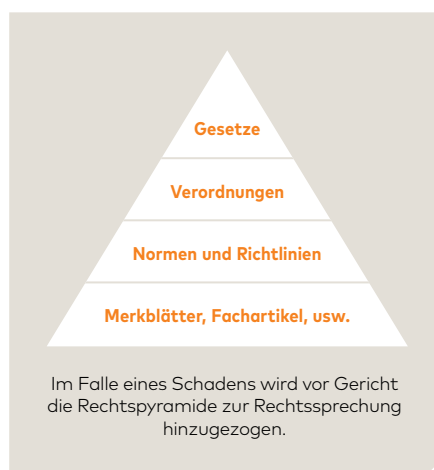 Gesetze
Verordnungen
Normen und Richtlinien
Merkblätter, Fachartikel, usw.
Im Falle eines Schadens wird vor Gericht
die Rechtspyramide zur Rechtssprechung
hinzugezogen.